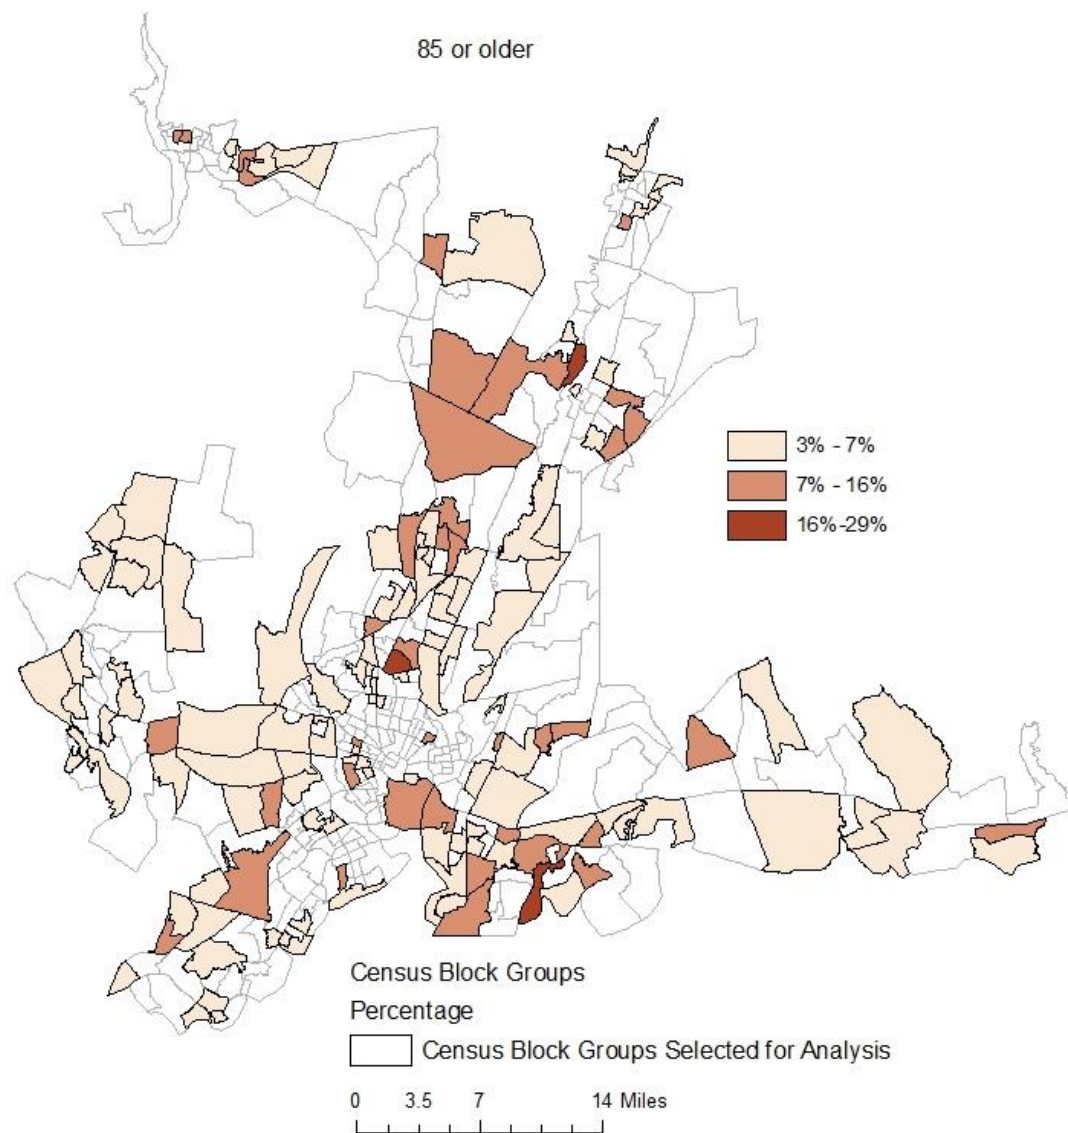 85 or older
3% - 7%
7% - 16%
16%-29%
Census Block Groups
Percentage
Census Block Groups Selected for Analysis
0 3.5 7 14 Miles